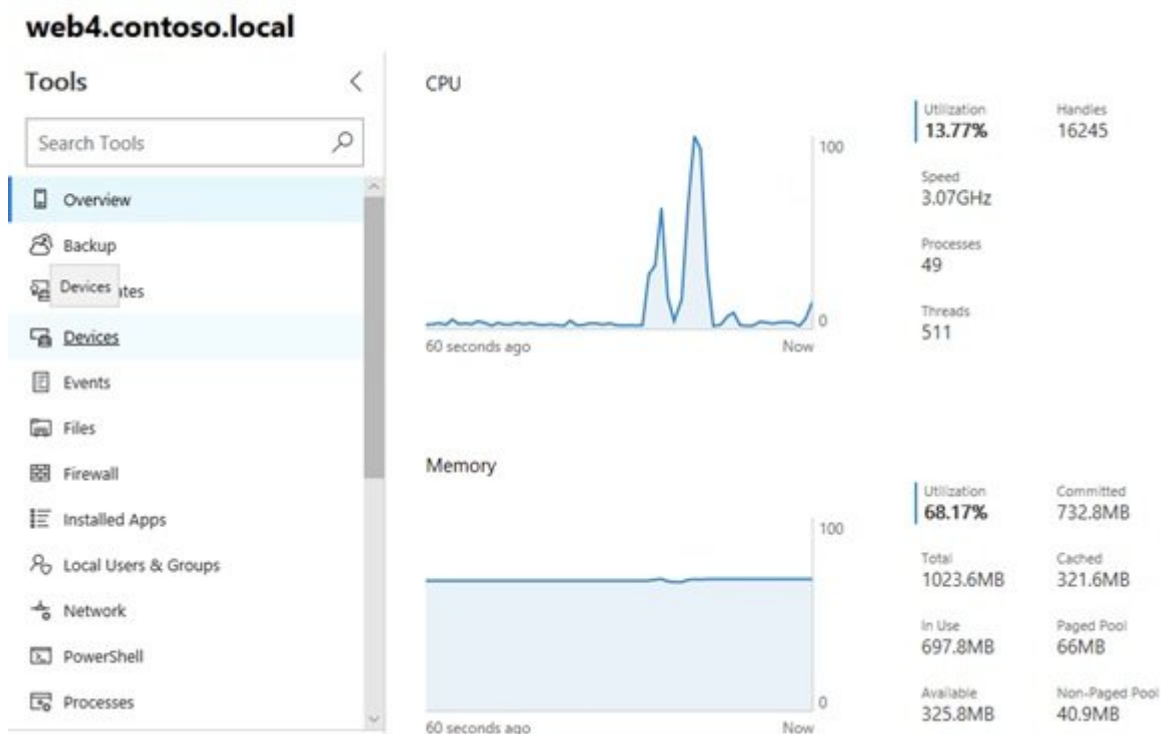 web4.contoso.local
Tools
Search Tools
Overview
Backup
Devices
ates
Devices
Events
Files
Firewall
Installed Apps
Local Users & Groups
Network
PowerShell
Processes
CPU
100
0
60 seconds ago Now
Utilization Handles
13.77% 16245
Speed
3.07GHz
Processes
49
Threads
511
Memory
100
0
60 seconds ago Now
Utilization Committed
68.17% 732.8MB
Total Cached
1023.6MB 321.6MB
In Use Paged Pool
697.8MB 66MB
Available Non-Paged Pool
325.8MB 40.9MB